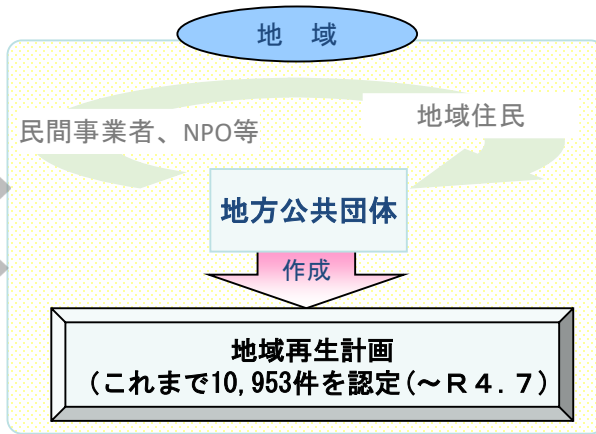 地　域
民間事業者、NPO等
地域住民
地方公共団体
作成
地域再生計画
（これまで10,953件を認定(～Ｒ４．７)